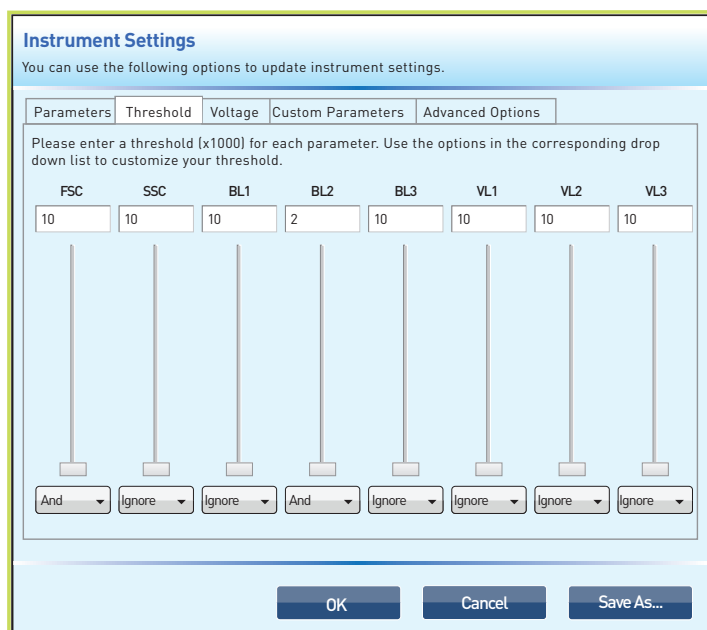 Instrument Settings
You can use the following options to update instrument settings.
Parameters Threshold Voltage Custom Parameters Advanced Options
Please enter a threshold (x1000) for each parameter. Use the options in the corresponding drop
down list to customize your threshold.
FSC SSC BL1 BL2 BL3 VL1 VL2 VL3
10 10 10 2 10 10 10 10
And Ignore Ignore And Ignore Ignore Ignore Ignore
OK Cancel Save As...